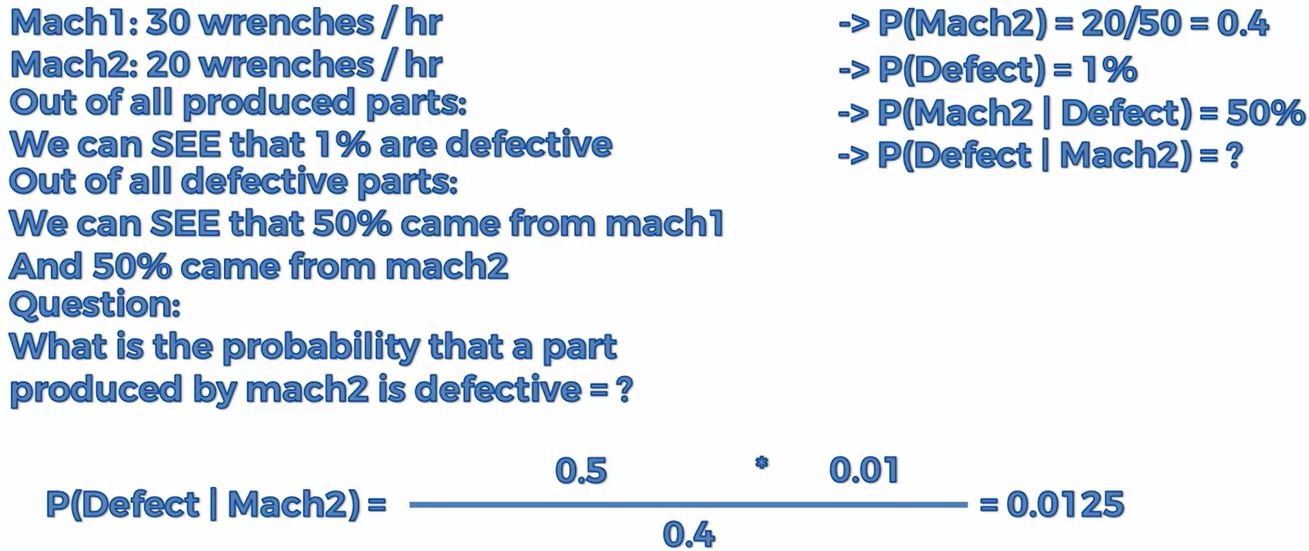 Mach1: 30 wrenches / hr
Mach2: 20 wrenches / hr
Out of all produced parts:
We can SEE that 1% are defective
Out of all defective parts:
We can SEE that 50% came from mach1
And 50% came from mach2
Question:
What is the probability that a part
produced by mach2 is defective = ?
-> P(Mach2) = 20/50 = 0.4
-> P(Defect) = 1%
-> P(Mach2 | Defect) = 50%
-> P(Defect | Mach2) = ?
0.5 * 0.01
P(Defect | Mach2) = = 0.0125
0.4